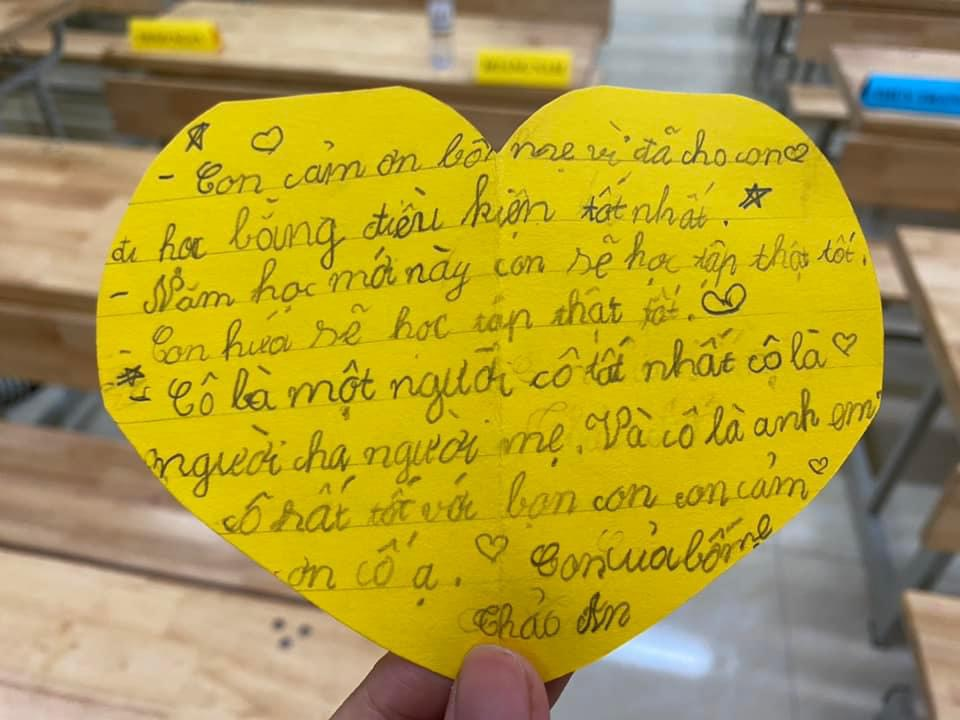 - Con cảm ơn bố mẹ vì đã cho con
đi học bằng điều kiện tốt nhất.
- Năm học mới này con sẽ học tập thật tốt.
- Con hứa sẽ học tập thật tốt.
- Cô là một người cô tốt nhất cô là
người cha người mẹ. Và cô là anh em
cô rất tốt với bạn con con cảm
ơn cố ạ. Con của bố mẹ
Thảo An